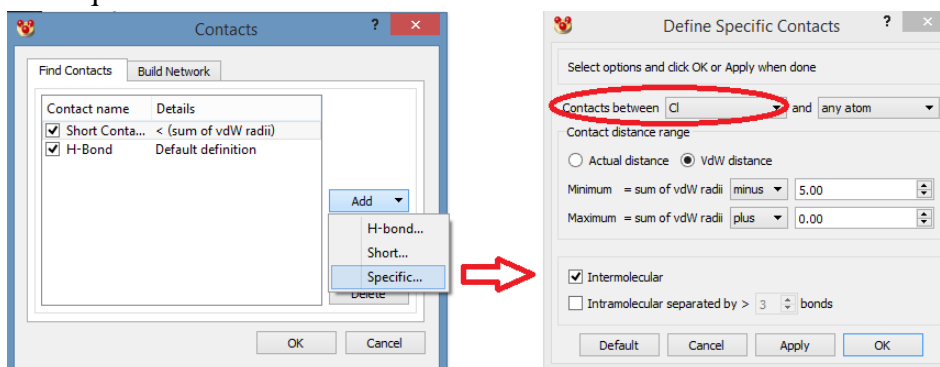 Contacts ?
Find Contacts Build Network
Contact name Details
Short Conta... < (sum of vdW radii)
H-Bond Default definition
Add
H-bond...
Short...
Specific...
Delete
OK Cancel
Define Specific Contacts ?
Select options and click OK or Apply when done
Contacts between Cl and any atom
Contact distance range
Actual distance VdW distance
Minimum = sum of vdW radii minus 5.00
Maximum = sum of vdW radii plus 0.00
Intermolecular
Intramolecular separated by > 3 bonds
Default Cancel Apply OK